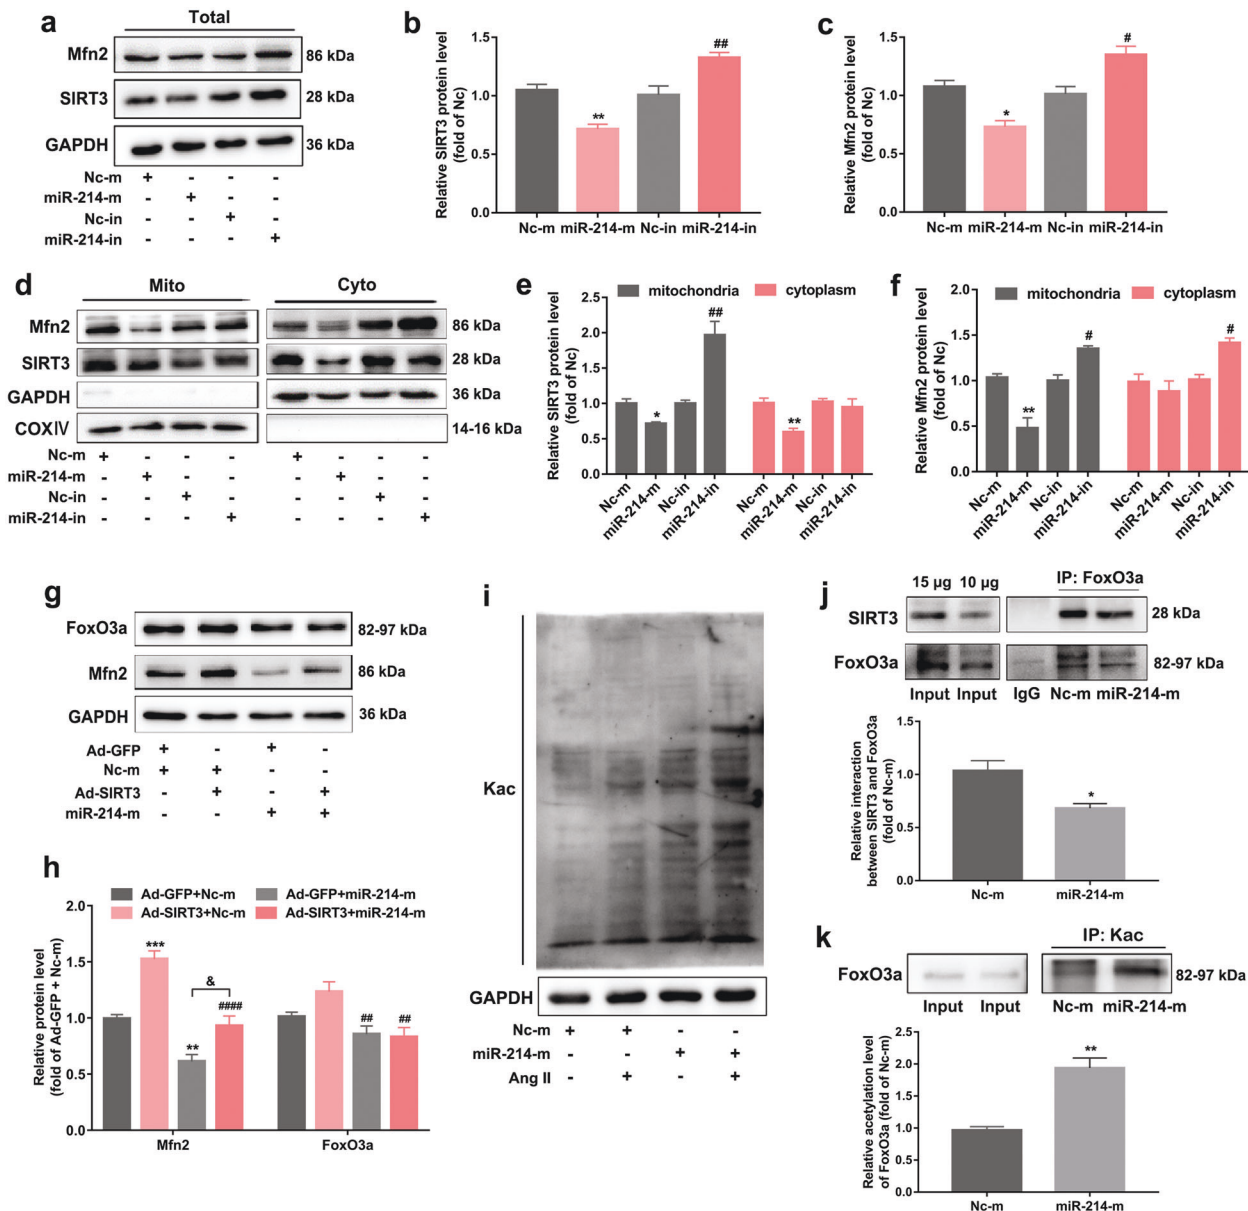 a
Total
Mfn2
86 kDa
SIRT3
28 kDa
GAPDH
36 kDa
Nc-m + - - -
miR-214-m - + - -
Nc-in - - + -
miR-214-in - - - +
b
Relative SIRT3 protein level
(fold of Nc)
1.5
1.0
0.5
0.0
**
##
Nc-m miR-214-m Nc-in miR-214-in
c
Relative Mfn2 protein level
(fold of Nc)
1.5
1.0
0.5
0.0
*
#
Nc-m miR-214-m Nc-in miR-214-in
d
Mito Cyto
Mfn2
86 kDa
SIRT3
28 kDa
GAPDH
36 kDa
COXIV
14-16 kDa
Nc-m + - - - + - - -
miR-214-m - + - - - + - -
Nc-in - - + - - - + -
miR-214-in - - - + - - - +
e
mitochondria cytoplasm
Relative SIRT3 protein level
(fold of Nc)
2.5
2.0
1.5
1.0
0.5
0.0
*
##
**
Nc-m miR-214-m Nc-in miR-214-in Nc-m miR-214-m Nc-in miR-214-in
f
mitochondria cytoplasm
Relative Mfn2 protein level
(fold of Nc)
2.0
1.5
1.0
0.5
0.0
**
#
#
Nc-m miR-214-m Nc-in miR-214-in Nc-m miR-214-m Nc-in miR-214-in
g
FoxO3a
82-97 kDa
Mfn2
86 kDa
GAPDH
36 kDa
Ad-GFP + - + -
Nc-m + + - -
Ad-SIRT3 - + - +
miR-214-m - - + +
h
Ad-GFP+Nc-m Ad-GFP+miR-214-m
Ad-SIRT3+Nc-m Ad-SIRT3+miR-214-m
Relative protein level
(fold of Ad-GFP + Nc-m)
2.0
1.5
1.0
0.5
0.0
***
**
&
####
##
##
Mfn2 FoxO3a
i
Kac
GAPDH
Nc-m + + - -
miR-214-m - - + +
Ang II - + - +
j
15 μg 10 μg
IP: FoxO3a
SIRT3
28 kDa
FoxO3a
82-97 kDa
Input Input IgG Nc-m miR-214-m
Relative interaction
between SIRT3 and FoxO3a
(fold of Nc-m)
1.5
1.0
0.5
0.0
*
Nc-m miR-214-m
k
IP: Kac
FoxO3a
82-97 kDa
Input Input Nc-m miR-214-m
Relative acetylation level
of FoxO3a (fold of Nc-m)
2.5
2.0
1.5
1.0
0.5
0.0
**
Nc-m miR-214-m